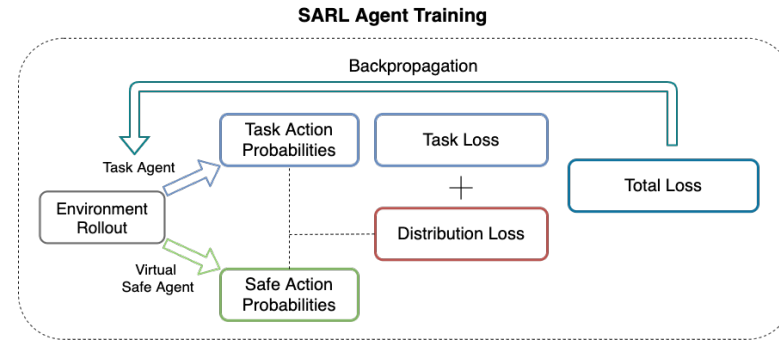 SARL Agent Training
Backpropagation
Task Agent
Task Action
Probabilities
Task Loss
+
Total Loss
Environment
Rollout
Distribution Loss
Virtual
Safe Agent
Safe Action
Probabilities